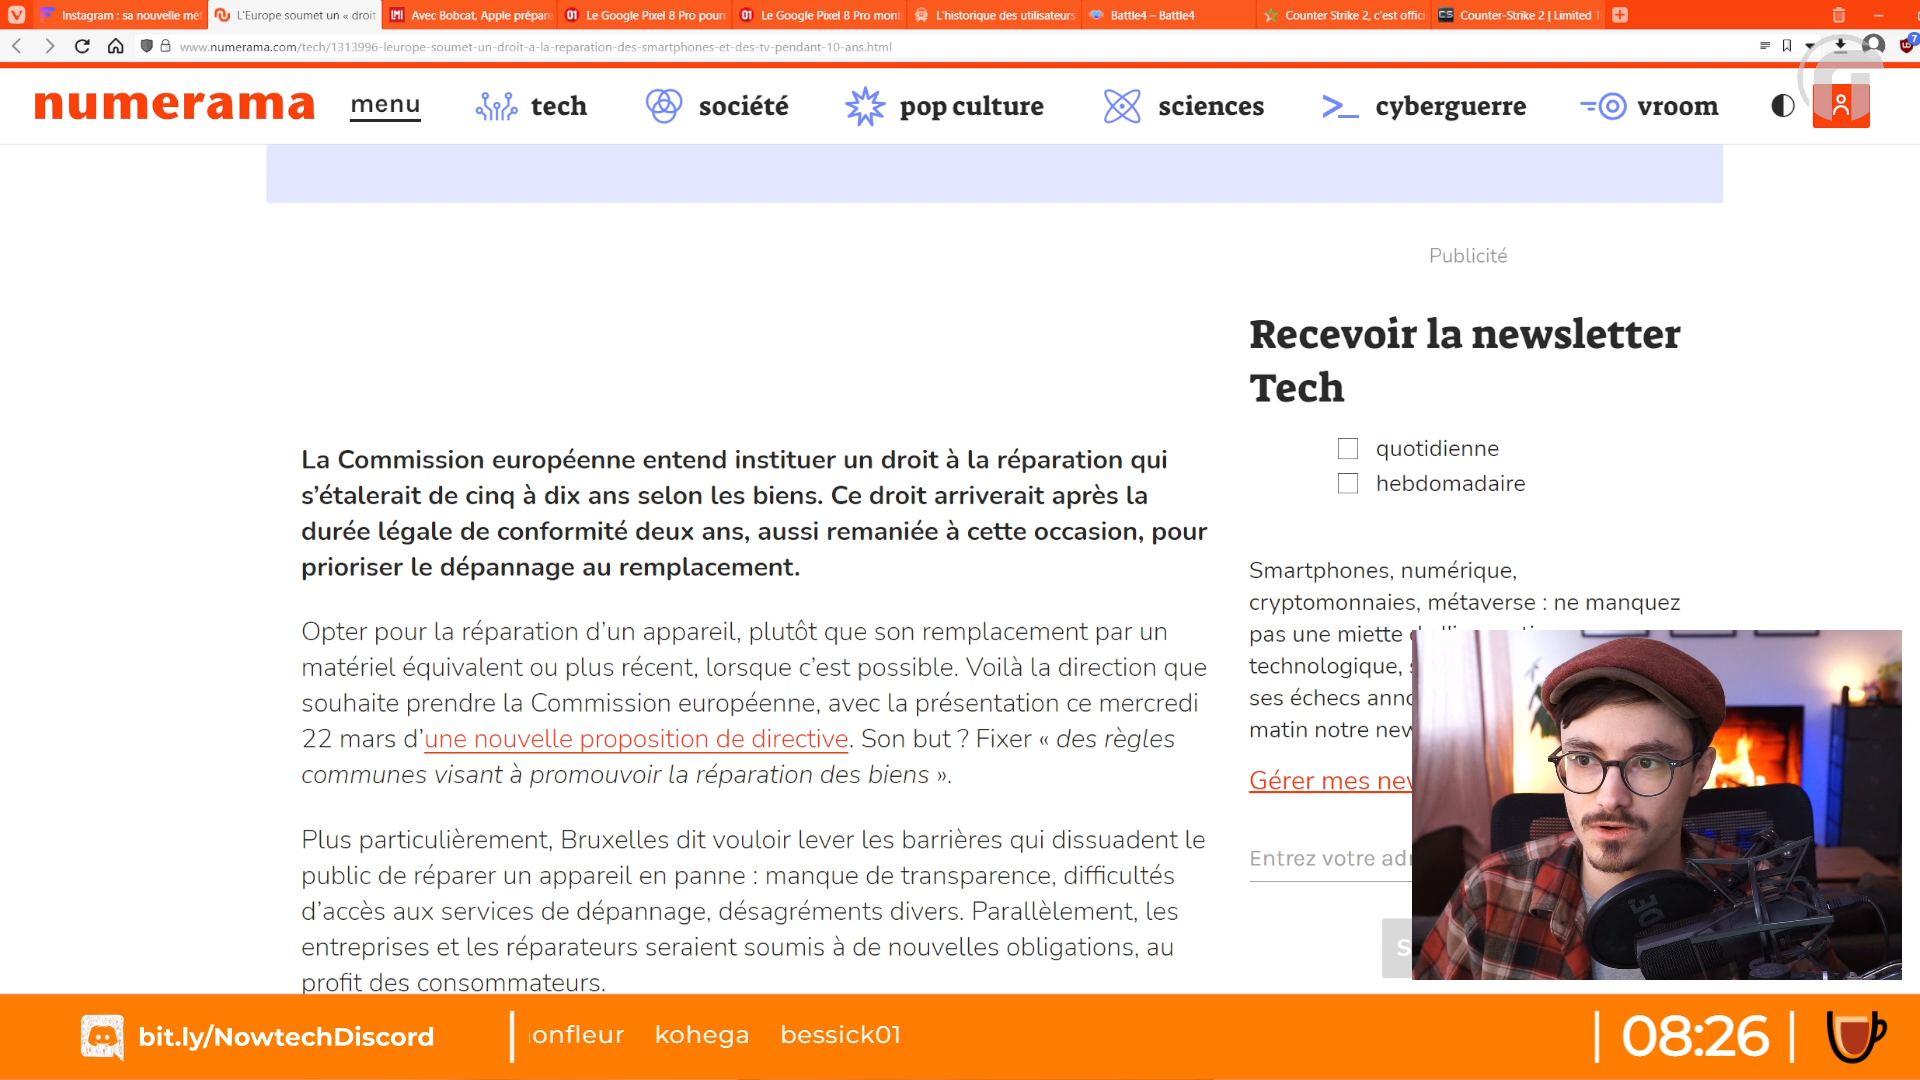 Instagram : sa nouvelle mé
L'Europe soumet un « droit
Avec Bobcat, Apple prépar
Le Google Pixel 8 Pro pour
Le Google Pixel 8 Pro mont
L'historique des utilisateurs
Battle4 – Battle4
Counter Strike 2, c'est offici
Counter-Strike 2 | Limited T
www.numerama.com/tech/1313996-leurope-soumet-un-droit-a-la-reparation-des-smartphones-et-des-tv-pendant-10-ans.html
7
numerama
menu
tech
société
pop culture
sciences
cyberguerre
vroom
Publicité
Recevoir la newsletter
Tech
quotidienne
hebdomadaire
La Commission européenne entend instituer un droit à la réparation qui
s'étalerait de cinq à dix ans selon les biens. Ce droit arriverait après la
durée légale de conformité deux ans, aussi remaniée à cette occasion, pour
prioriser le dépannage au remplacement.
Opter pour la réparation d'un appareil, plutôt que son remplacement par un
matériel équivalent ou plus récent, lorsque c'est possible. Voilà la direction que
souhaite prendre la Commission européenne, avec la présentation ce mercredi
22 mars d'une nouvelle proposition de directive. Son but ? Fixer « des règles
communes visant à promouvoir la réparation des biens ».
Plus particulièrement, Bruxelles dit vouloir lever les barrières qui dissuadent le
public de réparer un appareil en panne : manque de transparence, difficultés
d'accès aux services de dépannage, désagréments divers. Parallèlement, les
entreprises et les réparateurs seraient soumis à de nouvelles obligations, au
profit des consommateurs.
Smartphones, numérique,
cryptomonnaies, métaverse : ne manquez
pas une miette
technologique,
ses échecs anno
matin notre new
Gérer mes new
Entrez votre adr
S
bit.ly/NowtechDiscord
onfleur kohega bessick01
08:26